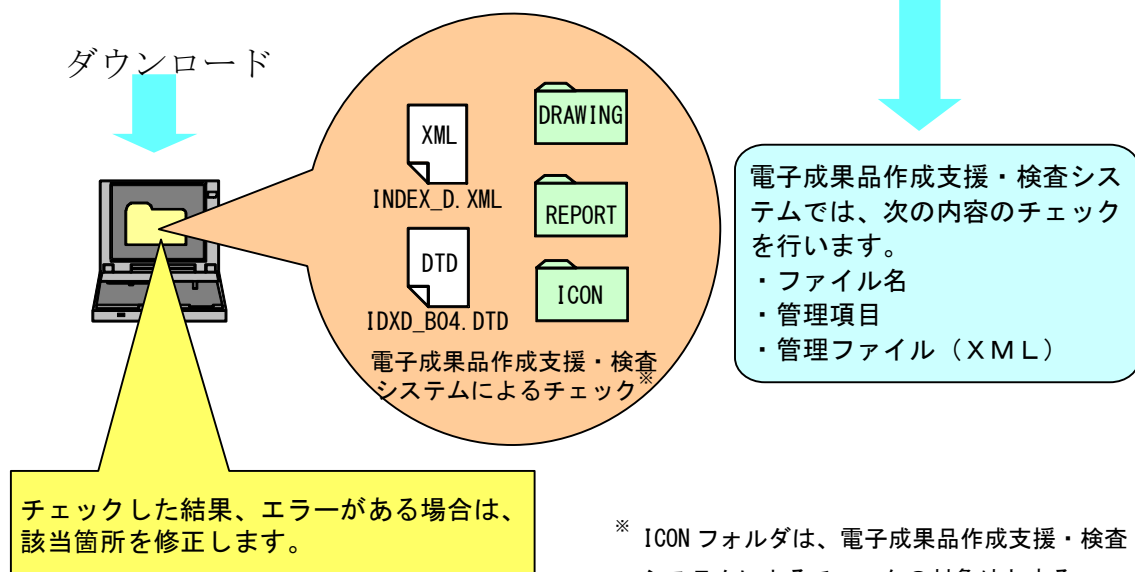 ダウンロード
XML
INDEX_D.XML
DTD
IDXD_B04.DTD
DRAWING
REPORT
ICON
電子成果品作成支援・検査
システムによるチェック※
電子成果品作成支援・検査シス
テムでは、次の内容のチェック
を行います。
・ファイル名
・管理項目
・管理ファイル（ＸＭＬ）
チェックした結果、エラーがある場合は、
該当箇所を修正します。
※ ICONフォルダは、電子成果品作成支援・検査